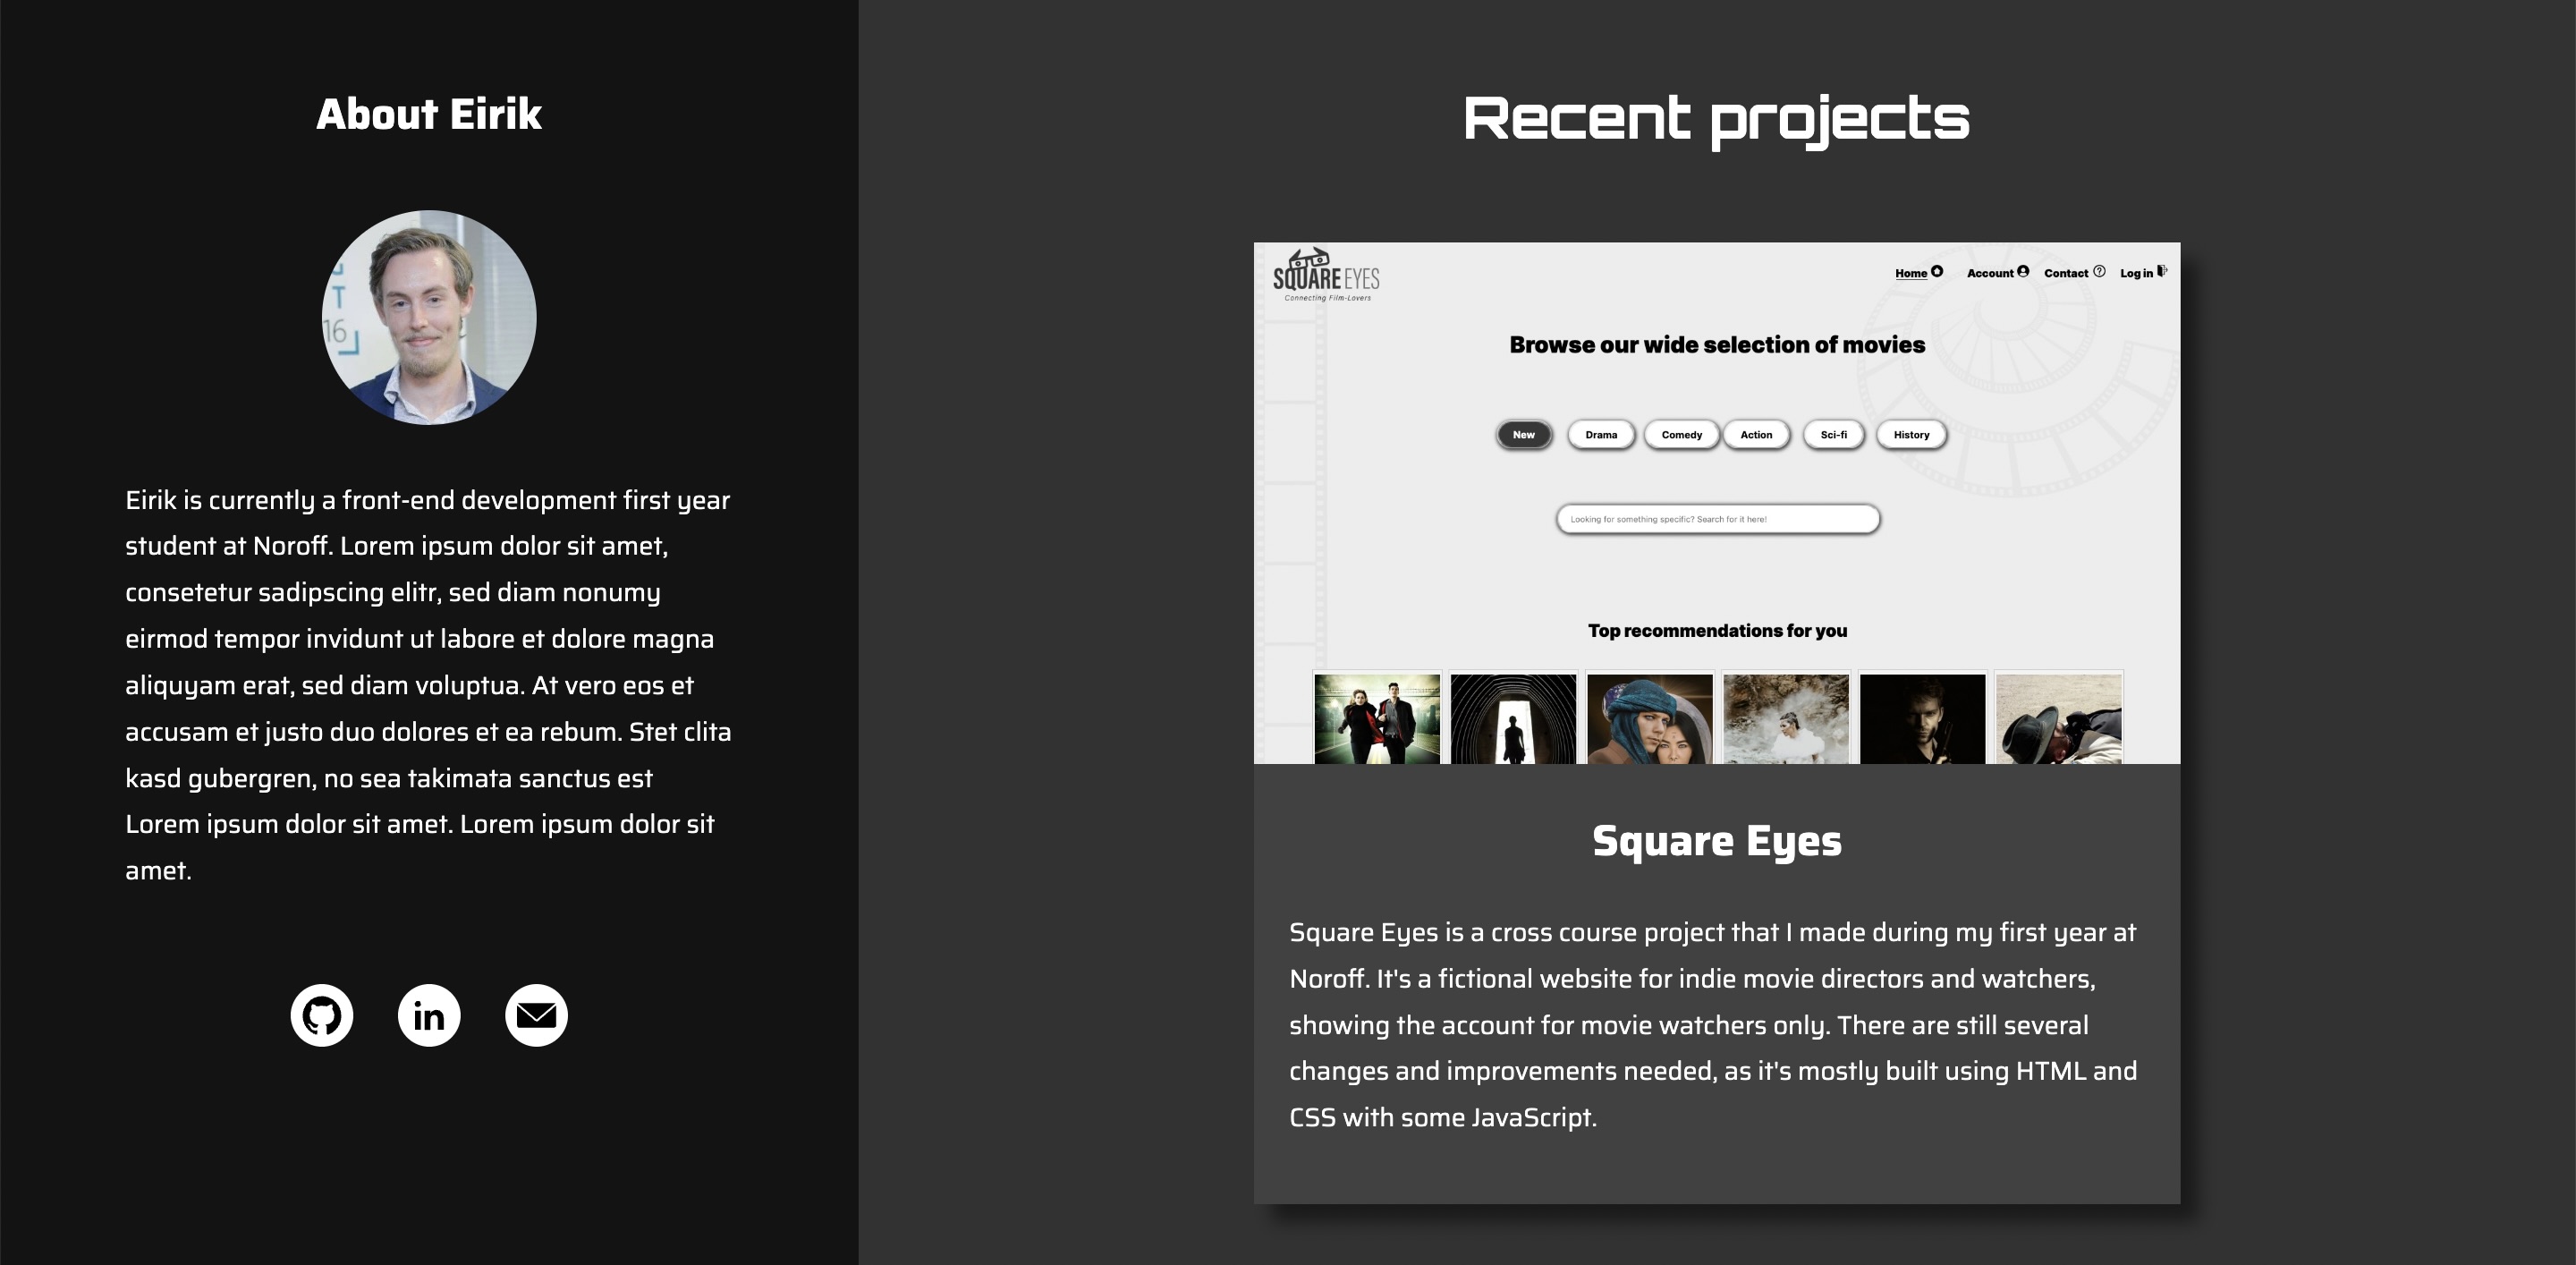 About Eirik
T
16
Eirik is currently a front-end development first year
student at Noroff. Lorem ipsum dolor sit amet,
consetetur sadipscing elitr, sed diam nonumy
eirmod tempor invidunt ut labore et dolore magna
aliquyam erat, sed diam voluptua. At vero eos et
accusam et justo duo dolores et ea rebum. Stet clita
kasd gubergren, no sea takimata sanctus est
Lorem ipsum dolor sit amet. Lorem ipsum dolor sit
amet.
in
Recent projects
SQUARE EYES
Connecting Film-Lovers
Home Account Contact ? Log in
Browse our wide selection of movies
New Drama Comedy Action Sci-fi History
Looking for something specific? Search for it here!
Top recommendations for you
Square Eyes
Square Eyes is a cross course project that I made during my first year at
Noroff. It's a fictional website for indie movie directors and watchers,
showing the account for movie watchers only. There are still several
changes and improvements needed, as it's mostly built using HTML and
CSS with some JavaScript.